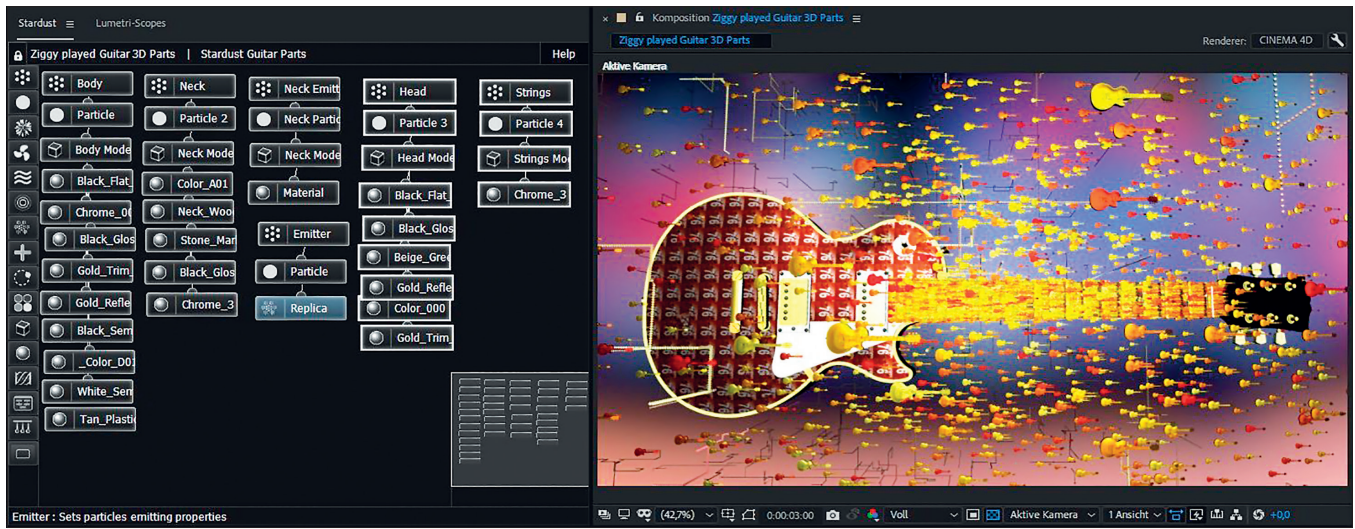 Stardust
Lumetri-Scopes
Ziggy played Guitar 3D Parts | Stardust Guitar Parts
Help
Body
Particle
Body Mode
Black_Flat_
Chrome_00
Black_Glos
Gold_Trim_
Gold_Refle
Black_Sem
_Color_D01
White_Sem
Tan_Plastic
Neck
Particle 2
Neck Mode
Color_A01
Neck_Woo
Stone_Mar
Black_Glos
Chrome_3
Neck Emitt
Neck Partic
Neck Mode
Material
Emitter
Particle
Replica
Head
Particle 3
Head Mode
Black_Flat_
Black_Glos
Beige_Gree
Gold_Refle
Color_000
Gold_Trim_
Strings
Particle 4
Strings Mo
Chrome_3
Emitter : Sets particles emitting properties
× Komposition Ziggy played Guitar 3D Parts
Ziggy played Guitar 3D Parts
Renderer: CINEMA 4D
Aktive Kamera
(42,7%)
0:00:03:00
Voll
Aktive Kamera
1 Ansicht
+0,0